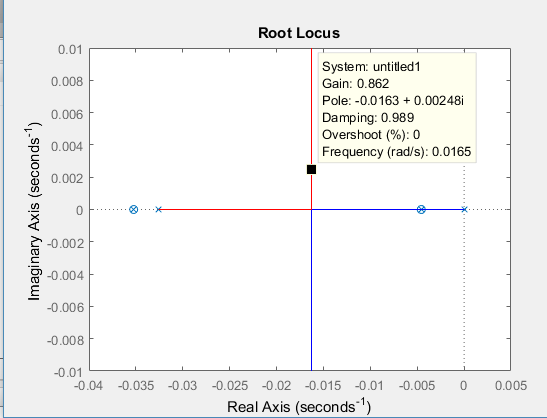 Root Locus
System: untitled1
Gain: 0.862
Pole: -0.0163 + 0.00248i
Damping: 0.989
Overshoot (%): 0
Frequency (rad/s): 0.0165
Imaginary Axis (seconds⁻¹)
0.01
0.008
0.006
0.004
0.002
0
-0.002
-0.004
-0.006
-0.008
-0.01
-0.04 -0.035 -0.03 -0.025 -0.02 -0.015 -0.01 -0.005 0 0.005
Real Axis (seconds⁻¹)